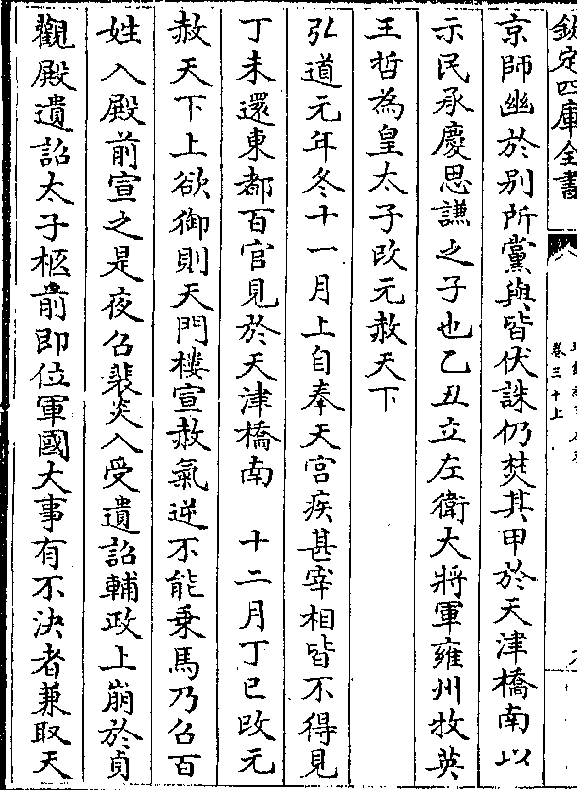 欽定四庫全書
卷三十上
京師幽於别所黨與皆伏誅仍焚其甲於天津橋南以
示民承慶思謙之子也乙丑立左衛大將軍雍州牧英
王哲為皇太子改元赦天下
弘道元年冬十一月上自奉天宫疾甚宰相皆不得見
丁未還東都百官見於天津橋南 十二月丁巳改元
赦天下上欲御則天門樓宣赦氣逆不能乗馬乃召百
姓入殿前宣之是夜召裴炎入受遺詔輔政上崩於貞
觀殿遺詔太子柩前即位軍國大事有不决者兼取天